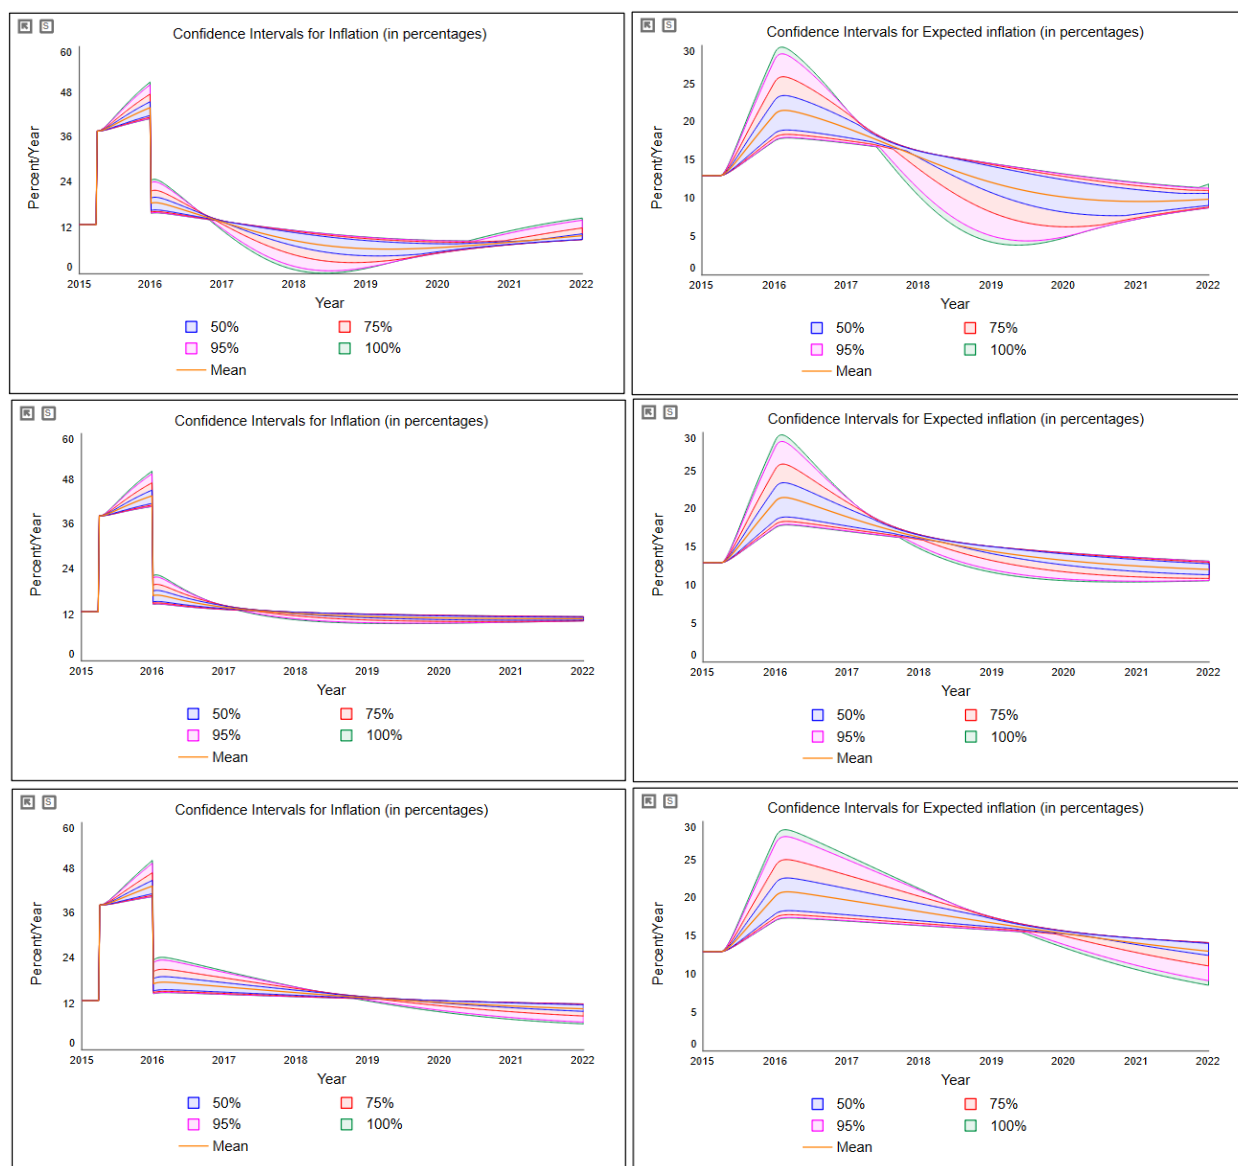 S
Confidence Intervals for Inflation (in percentages)
Percent/Year
60
48
36
24
12
0
2015 2016 2017 2018 2019 2020 2021 2022
Year
50% 75%
95% 100%
Mean
S
Confidence Intervals for Expected inflation (in percentages)
Percent/Year
30
25
20
15
10
5
0
2015 2016 2017 2018 2019 2020 2021 2022
Year
50% 75%
95% 100%
Mean
S
Confidence Intervals for Inflation (in percentages)
Percent/Year
60
48
36
24
12
0
2015 2016 2017 2018 2019 2020 2021 2022
Year
50% 75%
95% 100%
Mean
S
Confidence Intervals for Expected inflation (in percentages)
Percent/Year
30
25
20
15
10
5
0
2015 2016 2017 2018 2019 2020 2021 2022
Year
50% 75%
95% 100%
Mean
S
Confidence Intervals for Inflation (in percentages)
Percent/Year
60
48
36
24
12
0
2015 2016 2017 2018 2019 2020 2021 2022
Year
50% 75%
95% 100%
Mean
S
Confidence Intervals for Expected inflation (in percentages)
Percent/Year
30
25
20
15
10
5
0
2015 2016 2017 2018 2019 2020 2021 2022
Year
50% 75%
95% 100%
Mean